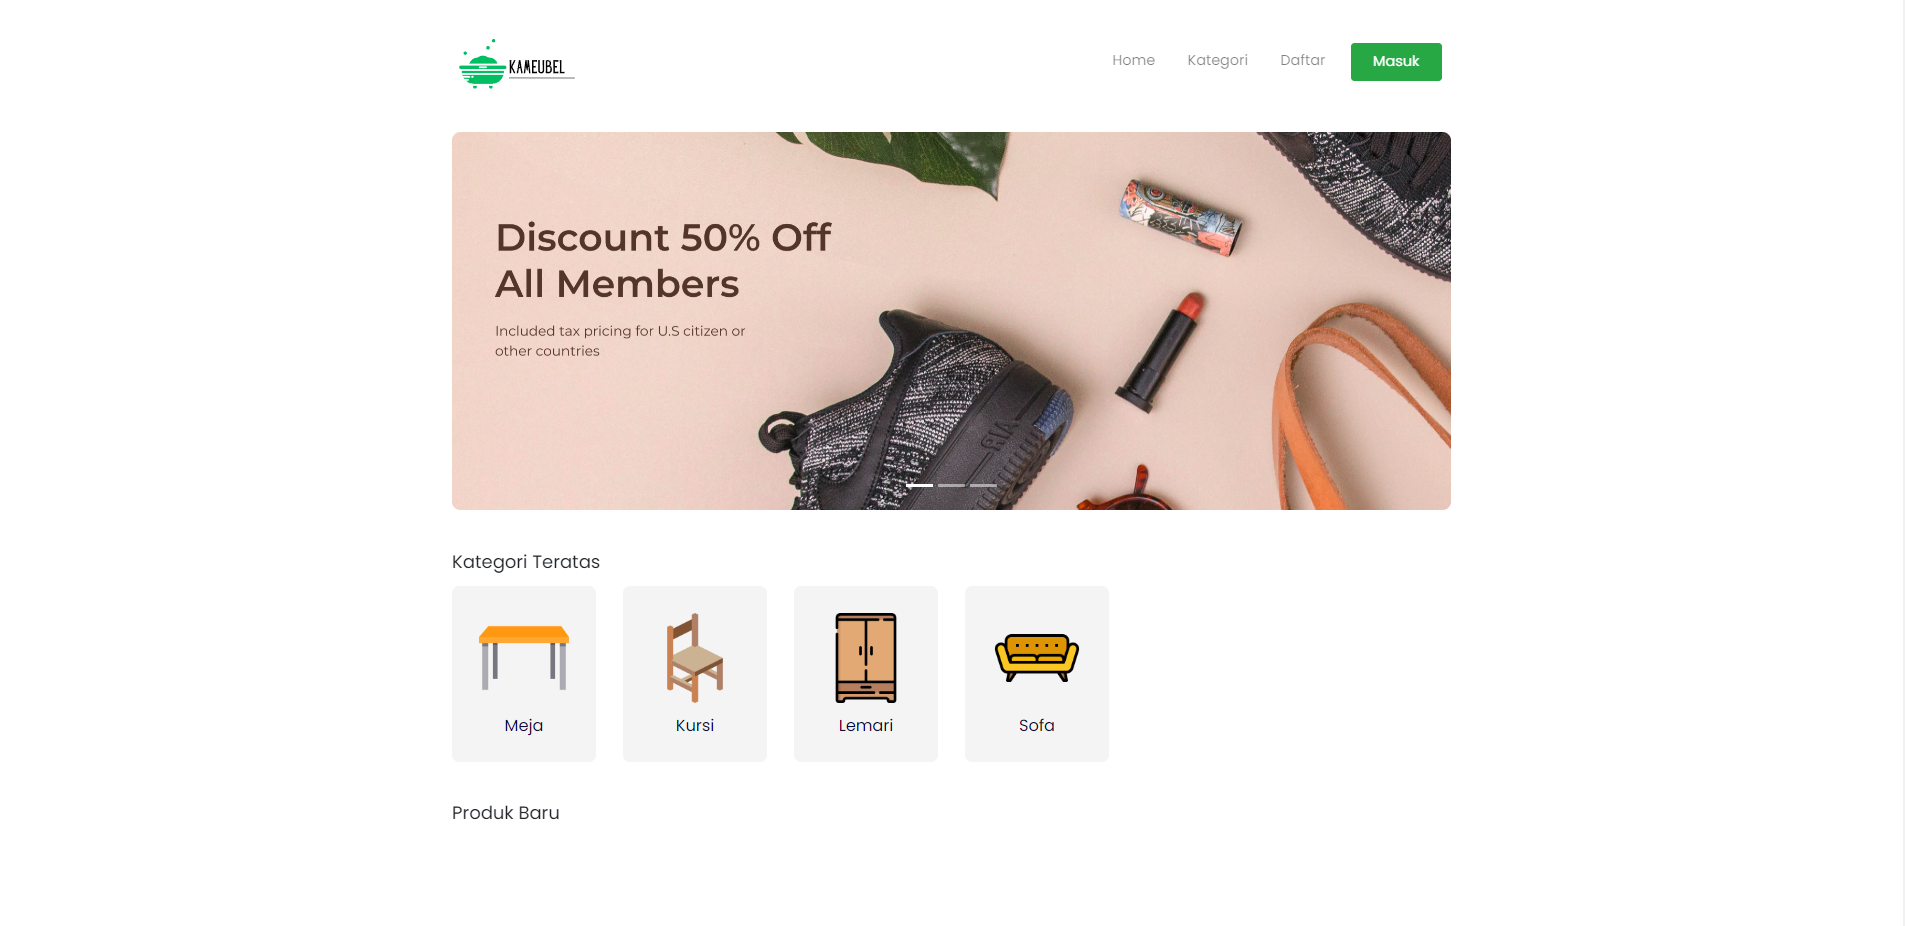 KAMEUBEL
Home
Kategori
Daftar
Masuk
Discount 50% Off
All Members
Included tax pricing for U.S citizen or
other countries
AIR
Kategori Teratas
Meja
Kursi
Lemari
Sofa
Produk Baru